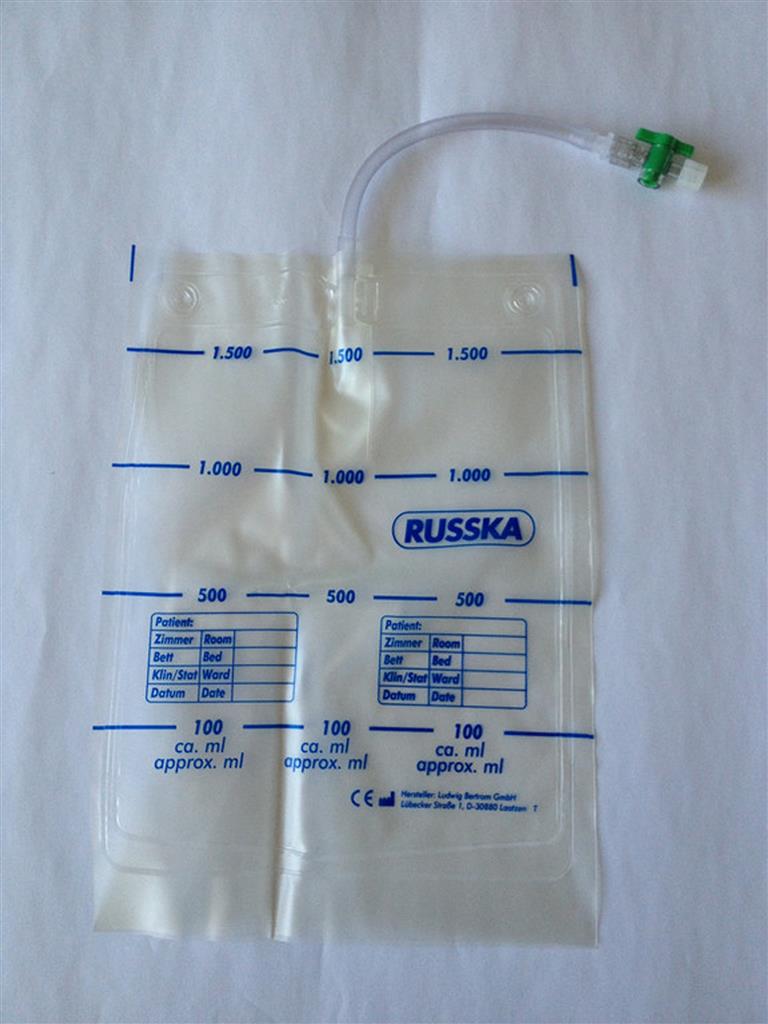 1.500 1.500 1.500
1.000 1.000 1.000
RUSSKA
500 500 500
Patient:
Zimmer Room
Bett Bed
Klin/Stat Ward
Datum Date
Patient:
Zimmer Room
Bett Bed
Klin/Stat Ward
Datum Date
100 100 100
ca. ml ca. ml ca. ml
approx. ml approx. ml approx. ml
CE Hersteller: Ludwig Bertram GmbH
Lübecker Straße 1, D-30880 Laatzen T